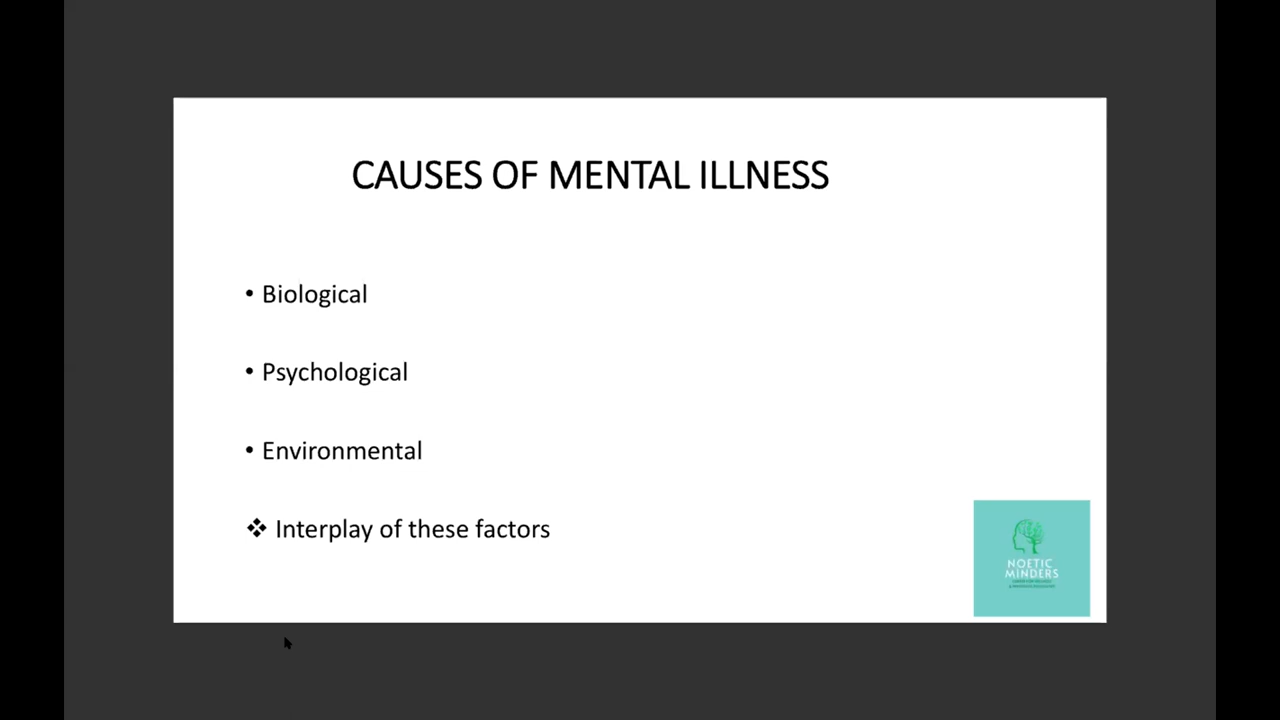 CAUSES OF MENTAL ILLNESS
• Biological
• Psychological
• Environmental
❖ Interplay of these factors
NOETIC
MINDERS